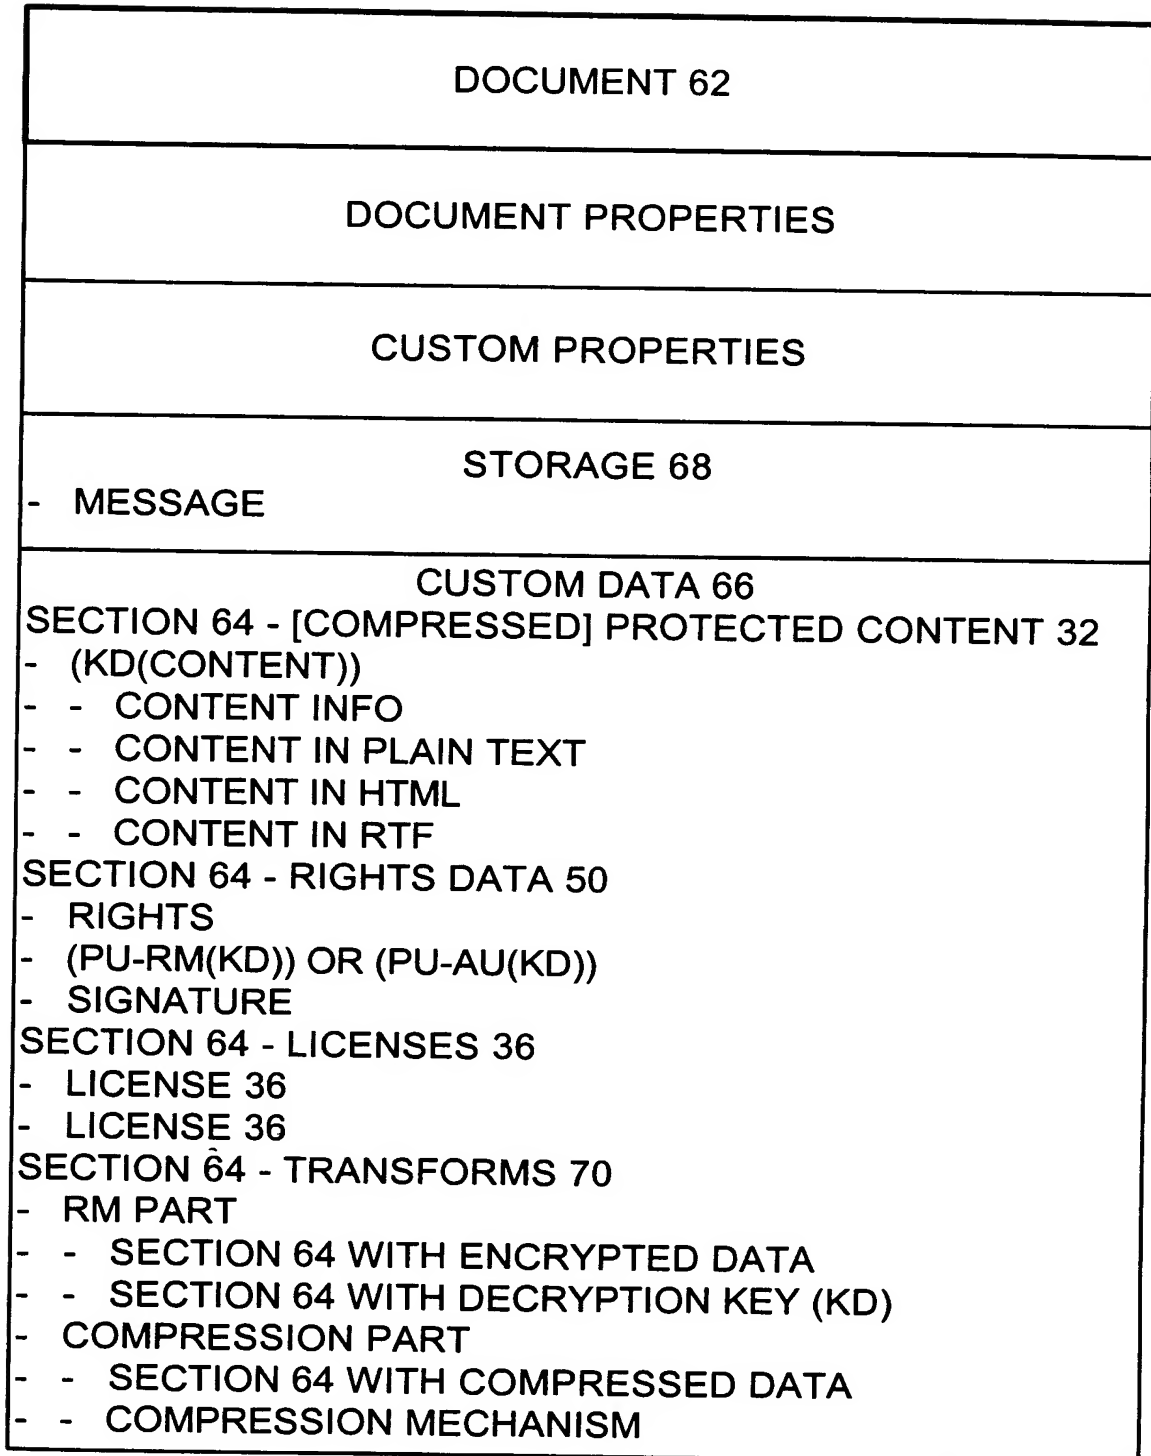 DOCUMENT 62
DOCUMENT PROPERTIES
CUSTOM PROPERTIES
STORAGE 68
- MESSAGE
CUSTOM DATA 66
SECTION 64 - [COMPRESSED] PROTECTED CONTENT 32
- (KD(CONTENT))
- - CONTENT INFO
- - CONTENT IN PLAIN TEXT
- - CONTENT IN HTML
- - CONTENT IN RTF
SECTION 64 - RIGHTS DATA 50
- RIGHTS
- (PU-RM(KD)) OR (PU-AU(KD))
- SIGNATURE
SECTION 64 - LICENSES 36
- LICENSE 36
- LICENSE 36
SECTION 64 - TRANSFORMS 70
- RM PART
- - SECTION 64 WITH ENCRYPTED DATA
- - SECTION 64 WITH DECRYPTION KEY (KD)
- COMPRESSION PART
- - SECTION 64 WITH COMPRESSED DATA
- - COMPRESSION MECHANISM